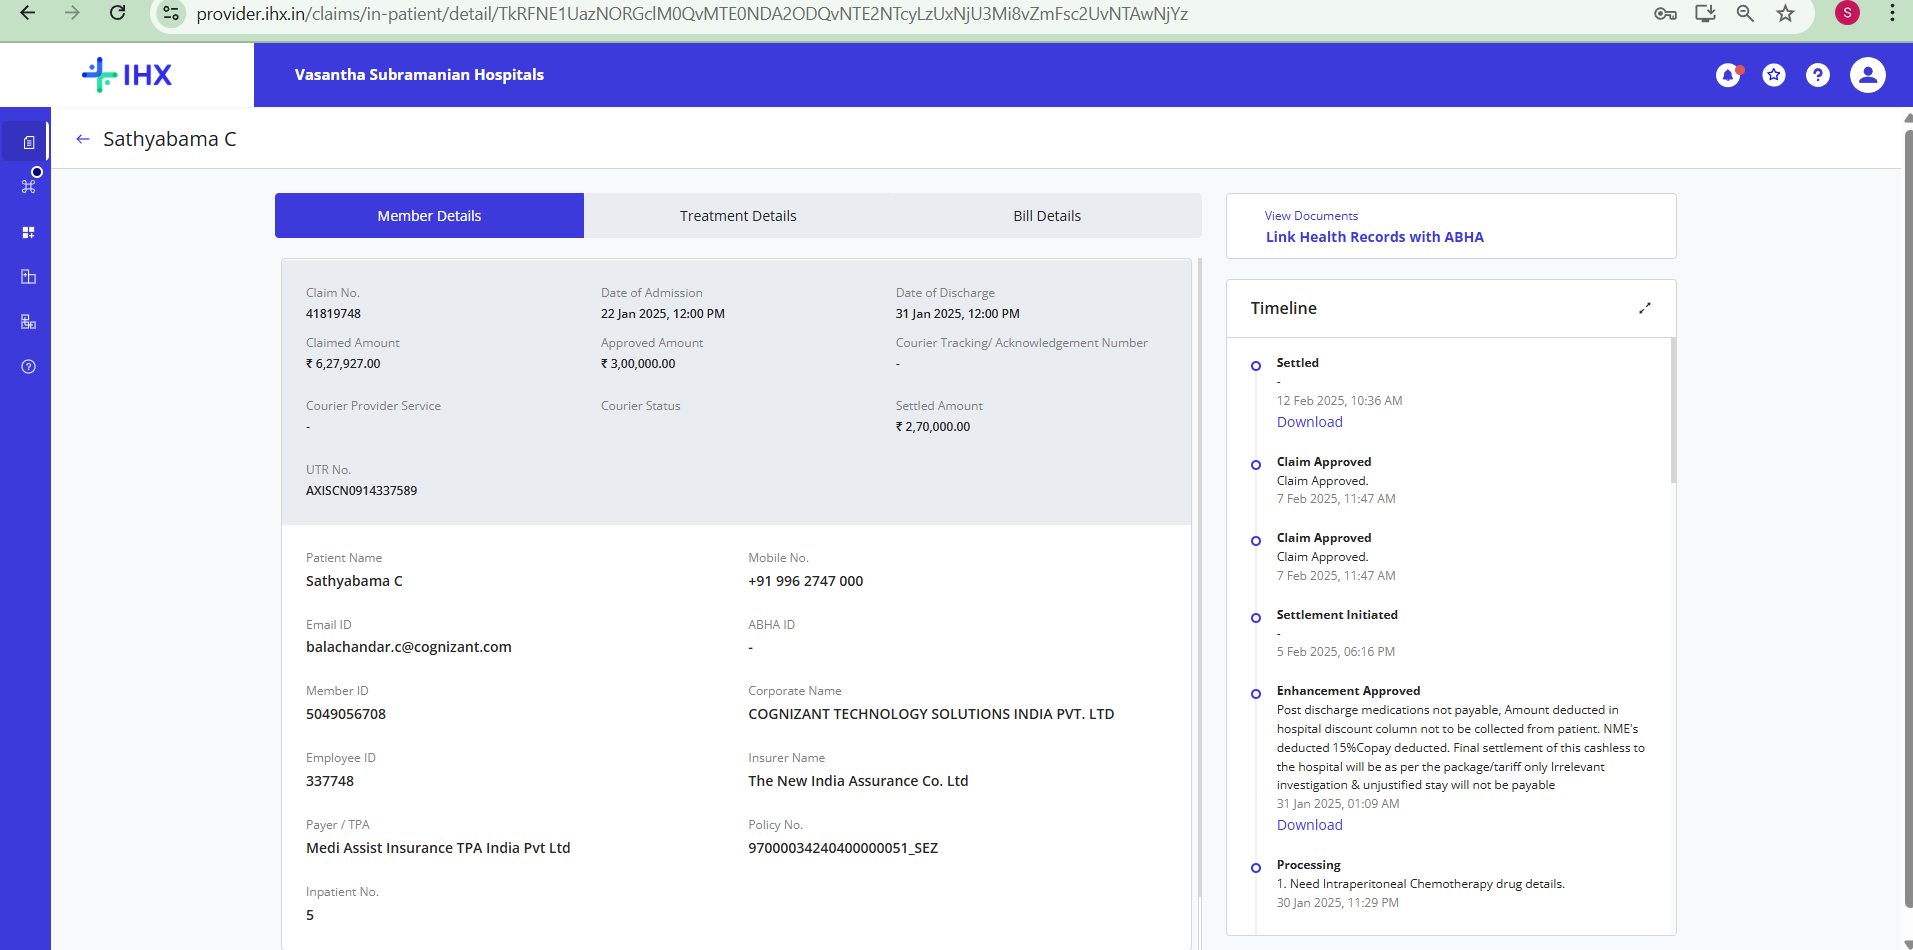 provider.ihx.in/claims/in-patient/detail/TkRFNE1UazNORGclM0QvMTE0NDA2ODQvNTE2NTcyLzUxNjU3Mi8vZmFsc2UvNTAwNjYz
S
IHX
Vasantha Subramanian Hospitals
Sathyabama C
Member Details
Treatment Details
Bill Details
View Documents
Link Health Records with ABHA
Claim No.
41819748
Date of Admission
22 Jan 2025, 12:00 PM
Date of Discharge
31 Jan 2025, 12:00 PM
Claimed Amount
₹ 6,27,927.00
Approved Amount
₹ 3,00,000.00
Courier Tracking/ Acknowledgement Number
-
Courier Provider Service
-
Courier Status
Settled Amount
₹ 2,70,000.00
UTR No.
AXISCN0914337589
Patient Name
Sathyabama C
Mobile No.
+91 996 2747 000
Email ID
balachandar.c@cognizant.com
ABHA ID
-
Member ID
5049056708
Corporate Name
COGNIZANT TECHNOLOGY SOLUTIONS INDIA PVT. LTD
Employee ID
337748
Insurer Name
The New India Assurance Co. Ltd
Payer / TPA
Medi Assist Insurance TPA India Pvt Ltd
Policy No.
97000034240400000051_SEZ
Inpatient No.
5
Timeline
Settled
-
12 Feb 2025, 10:36 AM
Download
Claim Approved
Claim Approved.
7 Feb 2025, 11:47 AM
Claim Approved
Claim Approved.
7 Feb 2025, 11:47 AM
Settlement Initiated
-
5 Feb 2025, 06:16 PM
Enhancement Approved
Post discharge medications not payable, Amount deducted in
hospital discount column not to be collected from patient. NME's
deducted 15%Copay deducted. Final settlement of this cashless to
the hospital will be as per the package/tariff only Irrelevant
investigation & unjustified stay will not be payable
31 Jan 2025, 01:09 AM
Download
Processing
1. Need Intraperitoneal Chemotherapy drug details.
30 Jan 2025, 11:29 PM